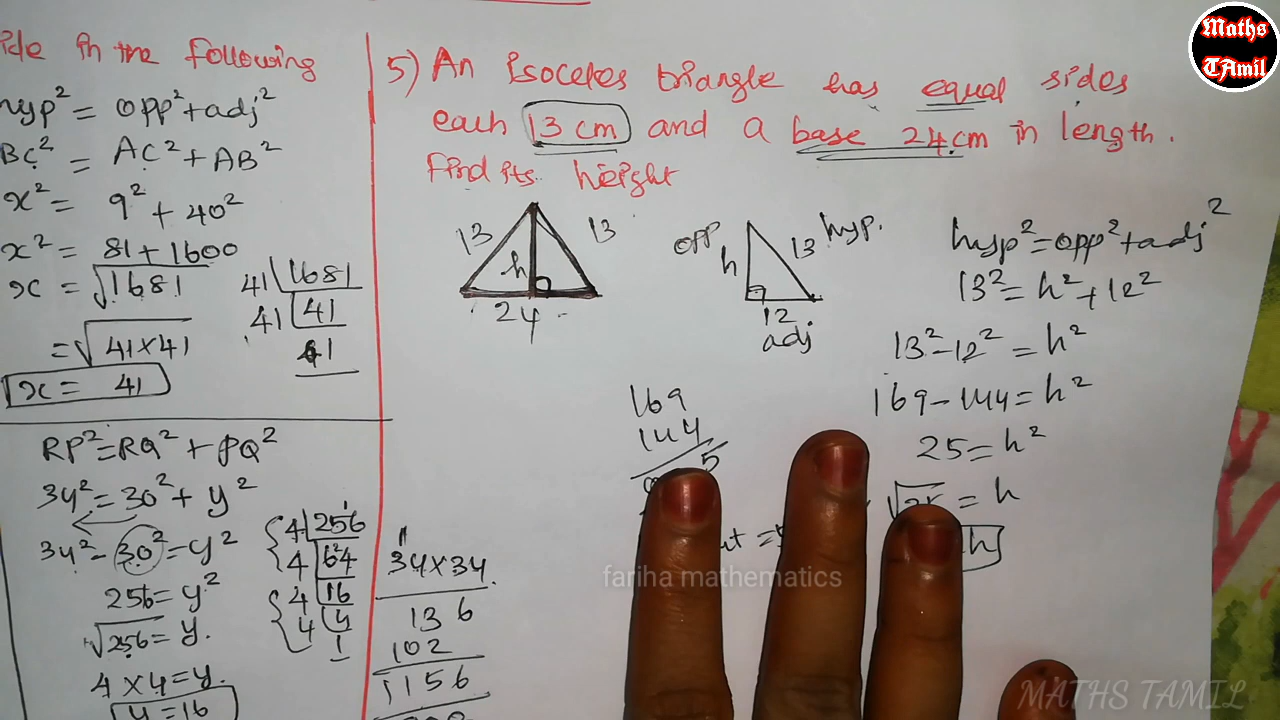 ide in the following
hyp² = opp² + adj²
BC² = AC² + AB²
x² = 9² + 40²
x² = 81 + 1600
x = √1681
= √41×41
x = 41
41 1681
41 41
41
RP² = RQ² + PQ²
34² = 30² + y²
34² - 30² = y²
256 = y²
√256 = y.
4 × 4 = y.
y = 16
4 256
4 64
4 16
4 4
1
34×34.
136
102
1156
5) An isoceles triangle has equal sides
each 13 cm and a base 24 cm in length.
Find its height
13 13
h
24
opp h 13 hyp.
12
adj
hyp² = opp² + adj²
13² = h² + 12²
13² - 12² = h²
169 - 144 = h²
25 = h²
= h
h
169
144
5
fariha mathematics
Maths
TAmil
MATHS TAMIL